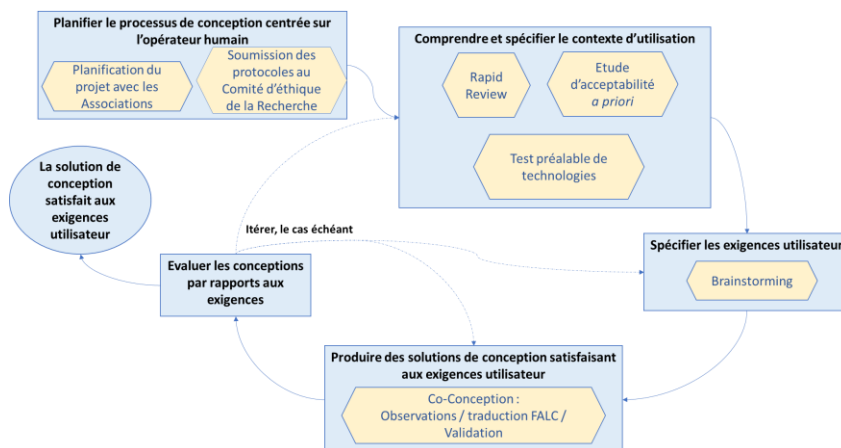 Planifier le processus de conception centrée sur
l'opérateur humain
Planification du
projet avec les
Associations
Soumission des
protocoles au
Comité d'éthique
de la Recherche
Comprendre et spécifier le contexte d'utilisation
Rapid
Review
Etude
d'acceptabilité
a priori
Test préalable de
technologies
La solution de
conception
satisfait aux
exigences
utilisateur
Itérer, le cas échéant
Evaluer les conceptions
par rapports aux
exigences
Spécifier les exigences utilisateur
Brainstorming
Produire des solutions de conception satisfaisant
aux exigences utilisateur
Co-Conception :
Observations / traduction FALC /
Validation